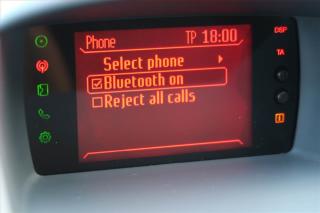 Phone TP 18:00 DSP
Select phone
TA
Bluetooth on
Reject all calls